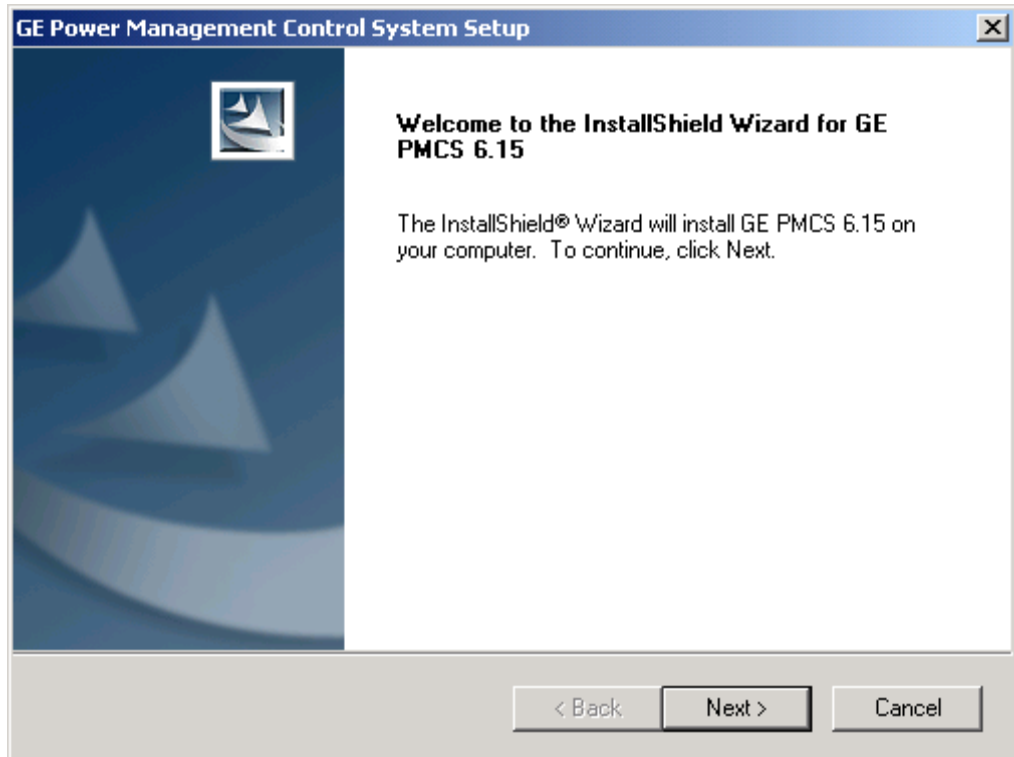 GE Power Management Control System Setup
Welcome to the InstallShield Wizard for GE
PMCS 6.15
The InstallShield® Wizard will install GE PMCS 6.15 on
your computer. To continue, click Next.
< Back
Next >
Cancel